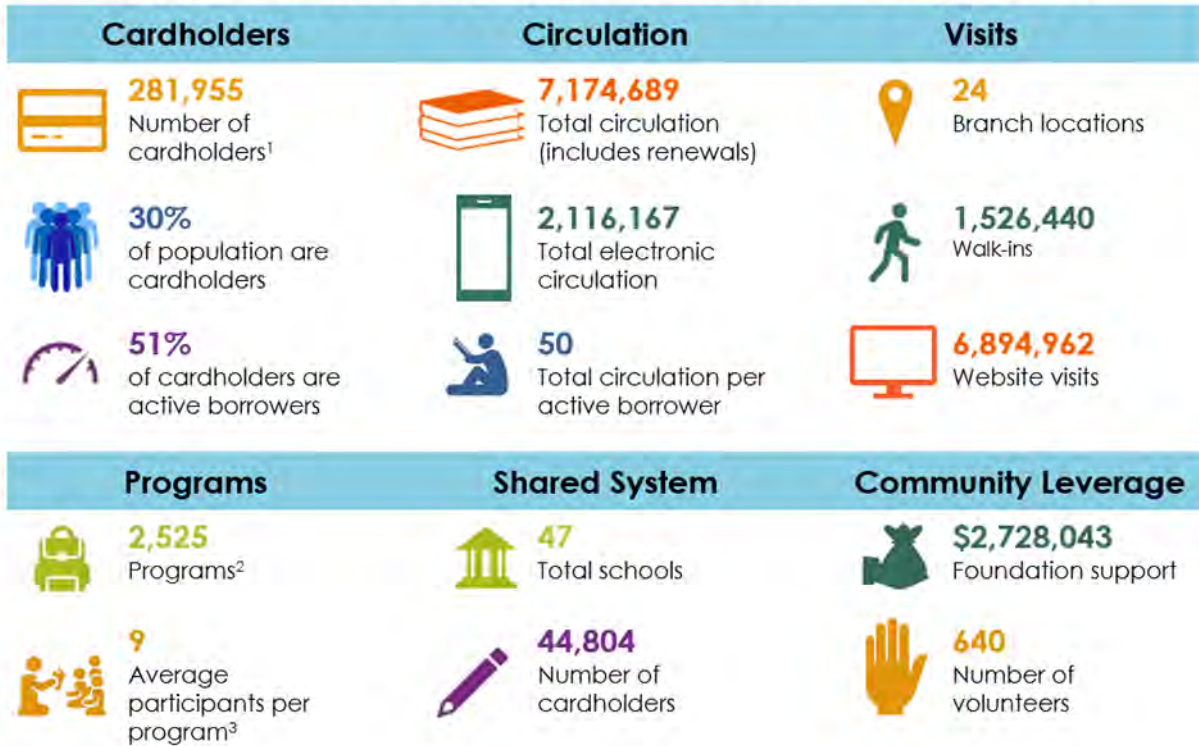 Cardholders
Circulation
Visits
281,955
Number of
cardholders¹
7,174,689
Total circulation
(includes renewals)
24
Branch locations
30%
of population are
cardholders
2,116,167
Total electronic
circulation
1,526,440
Walk-ins
51%
of cardholders are
active borrowers
50
Total circulation per
active borrower
6,894,962
Website visits
Programs
Shared System
Community Leverage
2,525
Programs²
47
Total schools
$2,728,043
Foundation support
9
Average
participants per
program³
44,804
Number of
cardholders
640
Number of
volunteers